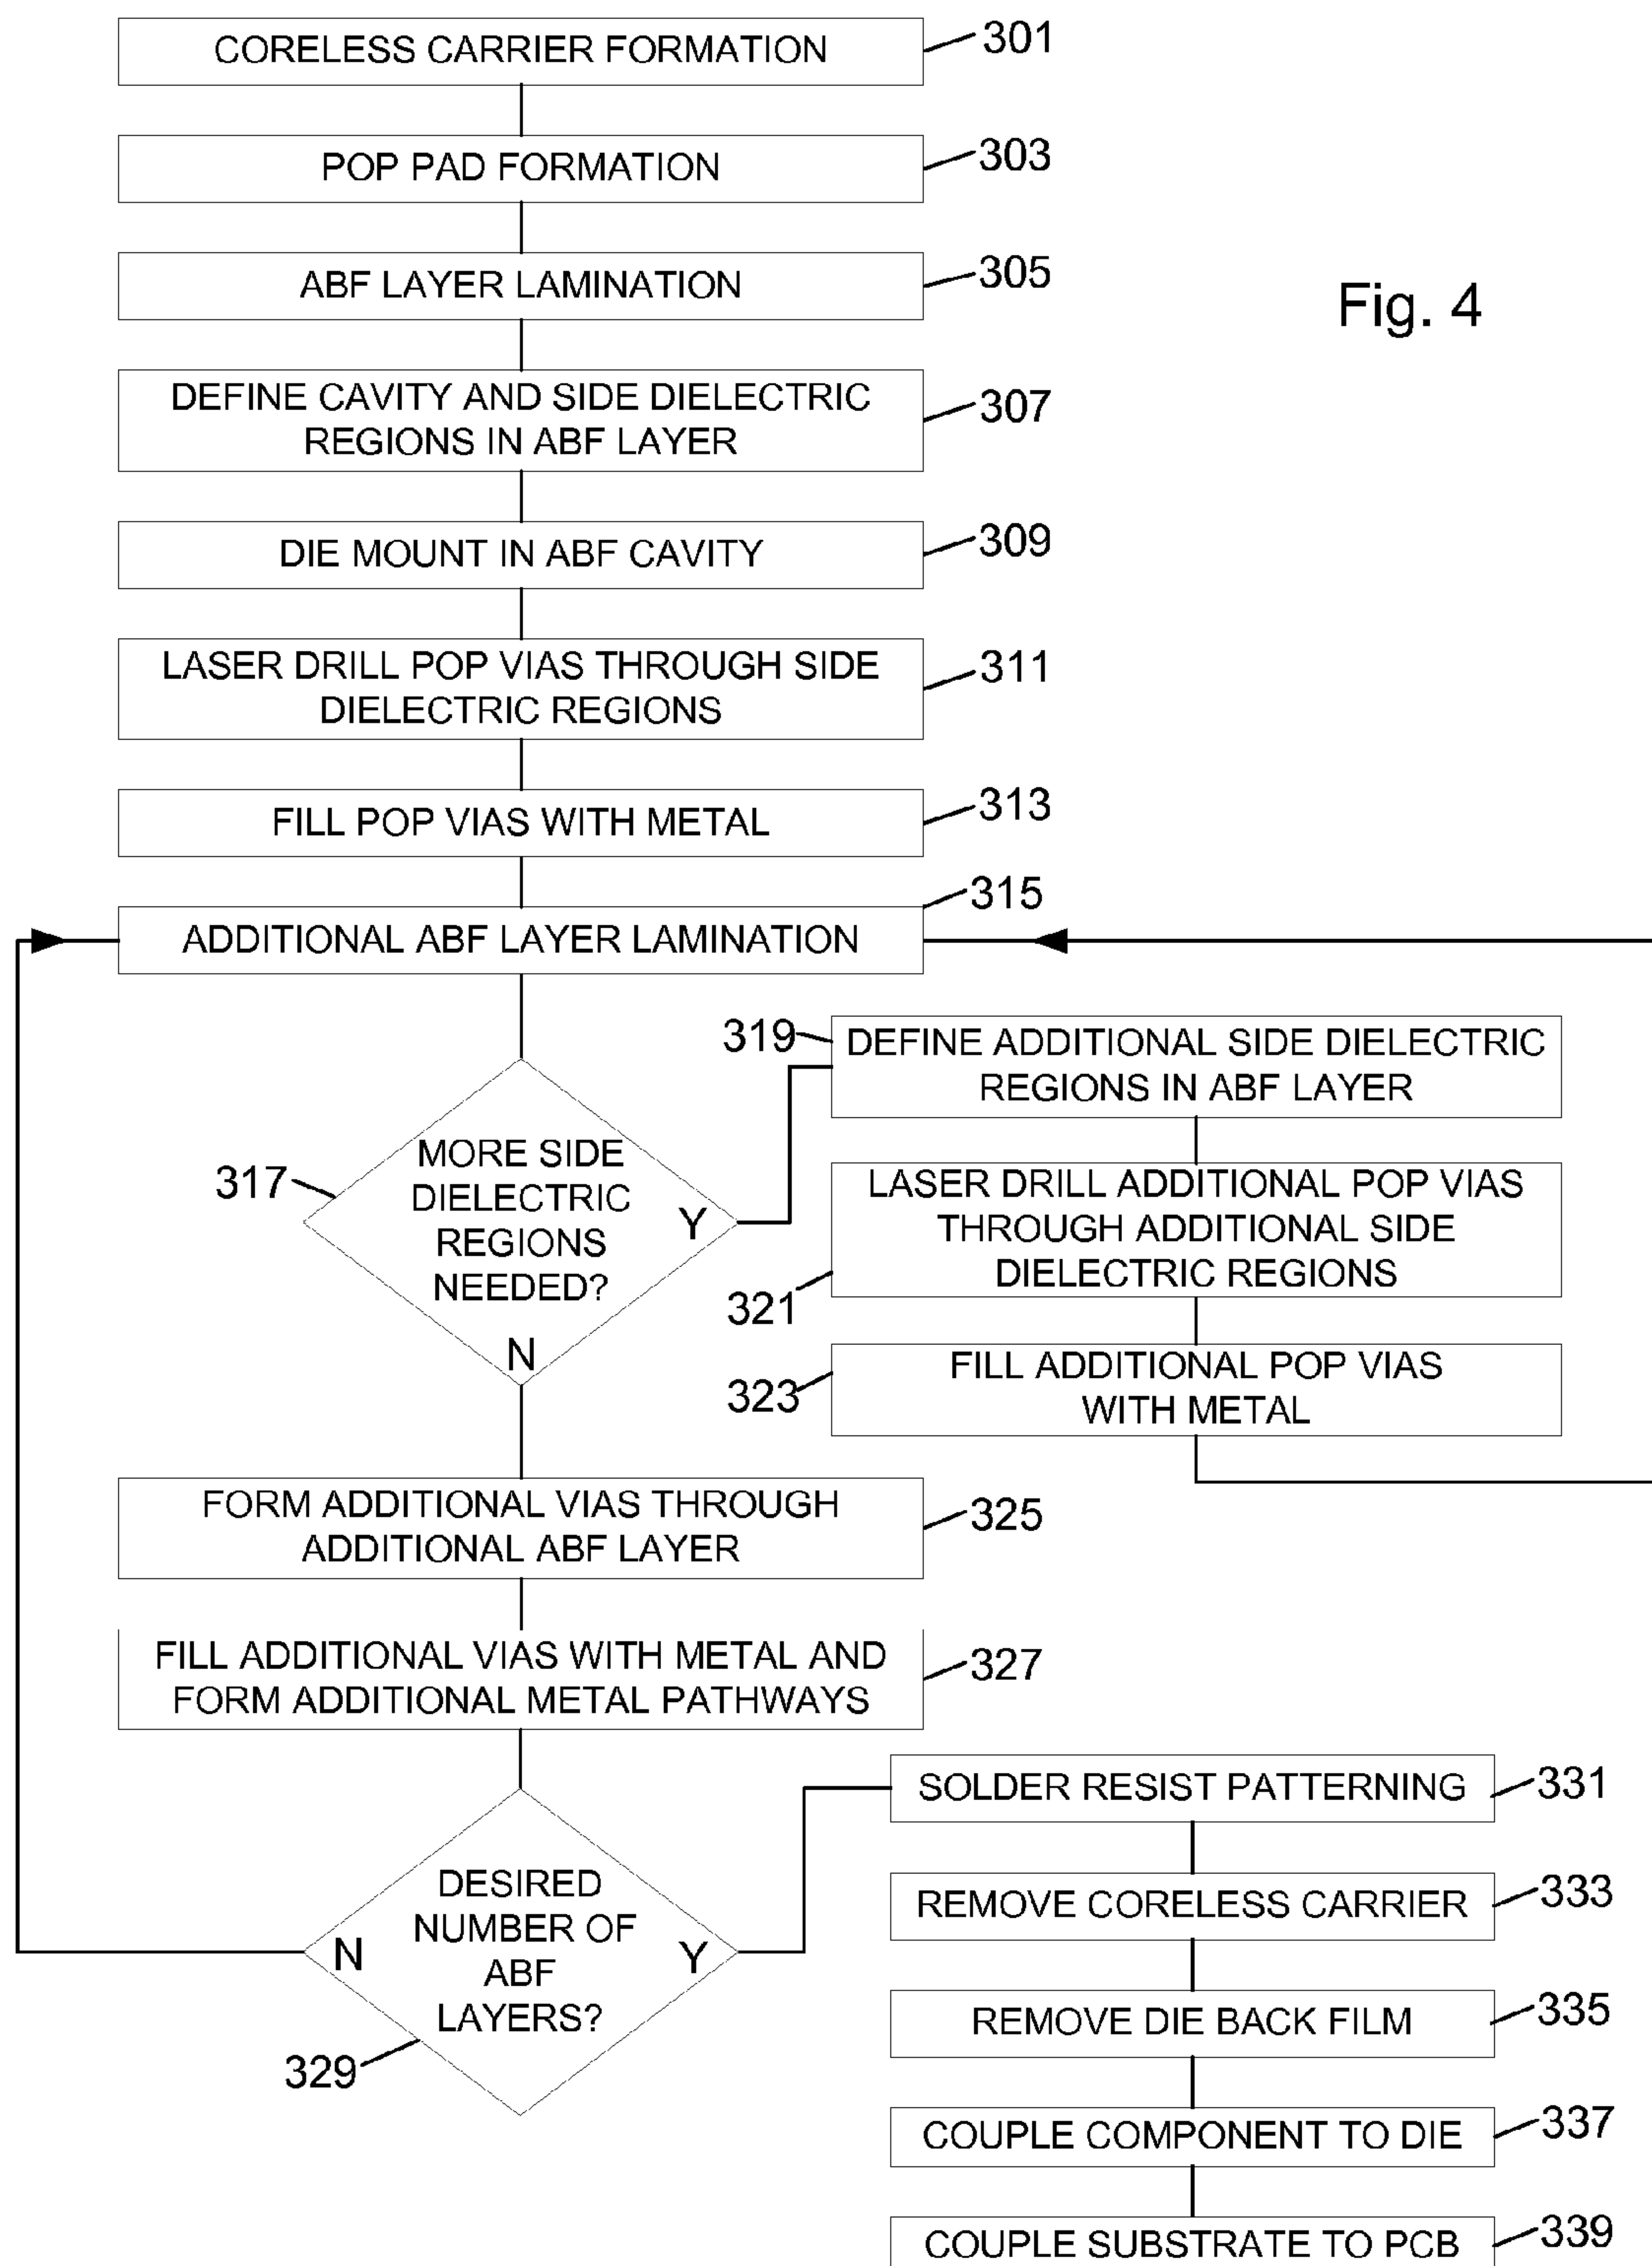 CORELESS CARRIER FORMATION
301
POP PAD FORMATION
303
ABF LAYER LAMINATION
305
Fig. 4
DEFINE CAVITY AND SIDE DIELECTRIC
REGIONS IN ABF LAYER
307
DIE MOUNT IN ABF CAVITY
309
LASER DRILL POP VIAS THROUGH SIDE
DIELECTRIC REGIONS
311
FILL POP VIAS WITH METAL
313
ADDITIONAL ABF LAYER LAMINATION
315
317
MORE SIDE
DIELECTRIC
REGIONS
NEEDED?
Y
N
319
DEFINE ADDITIONAL SIDE DIELECTRIC
REGIONS IN ABF LAYER
321
LASER DRILL ADDITIONAL POP VIAS
THROUGH ADDITIONAL SIDE
DIELECTRIC REGIONS
323
FILL ADDITIONAL POP VIAS
WITH METAL
FORM ADDITIONAL VIAS THROUGH
ADDITIONAL ABF LAYER
325
FILL ADDITIONAL VIAS WITH METAL AND
FORM ADDITIONAL METAL PATHWAYS
327
DESIRED
NUMBER OF
ABF
LAYERS?
N
Y
329
SOLDER RESIST PATTERNING
331
REMOVE CORELESS CARRIER
333
REMOVE DIE BACK FILM
335
COUPLE COMPONENT TO DIE
337
COUPLE SUBSTRATE TO PCB
339